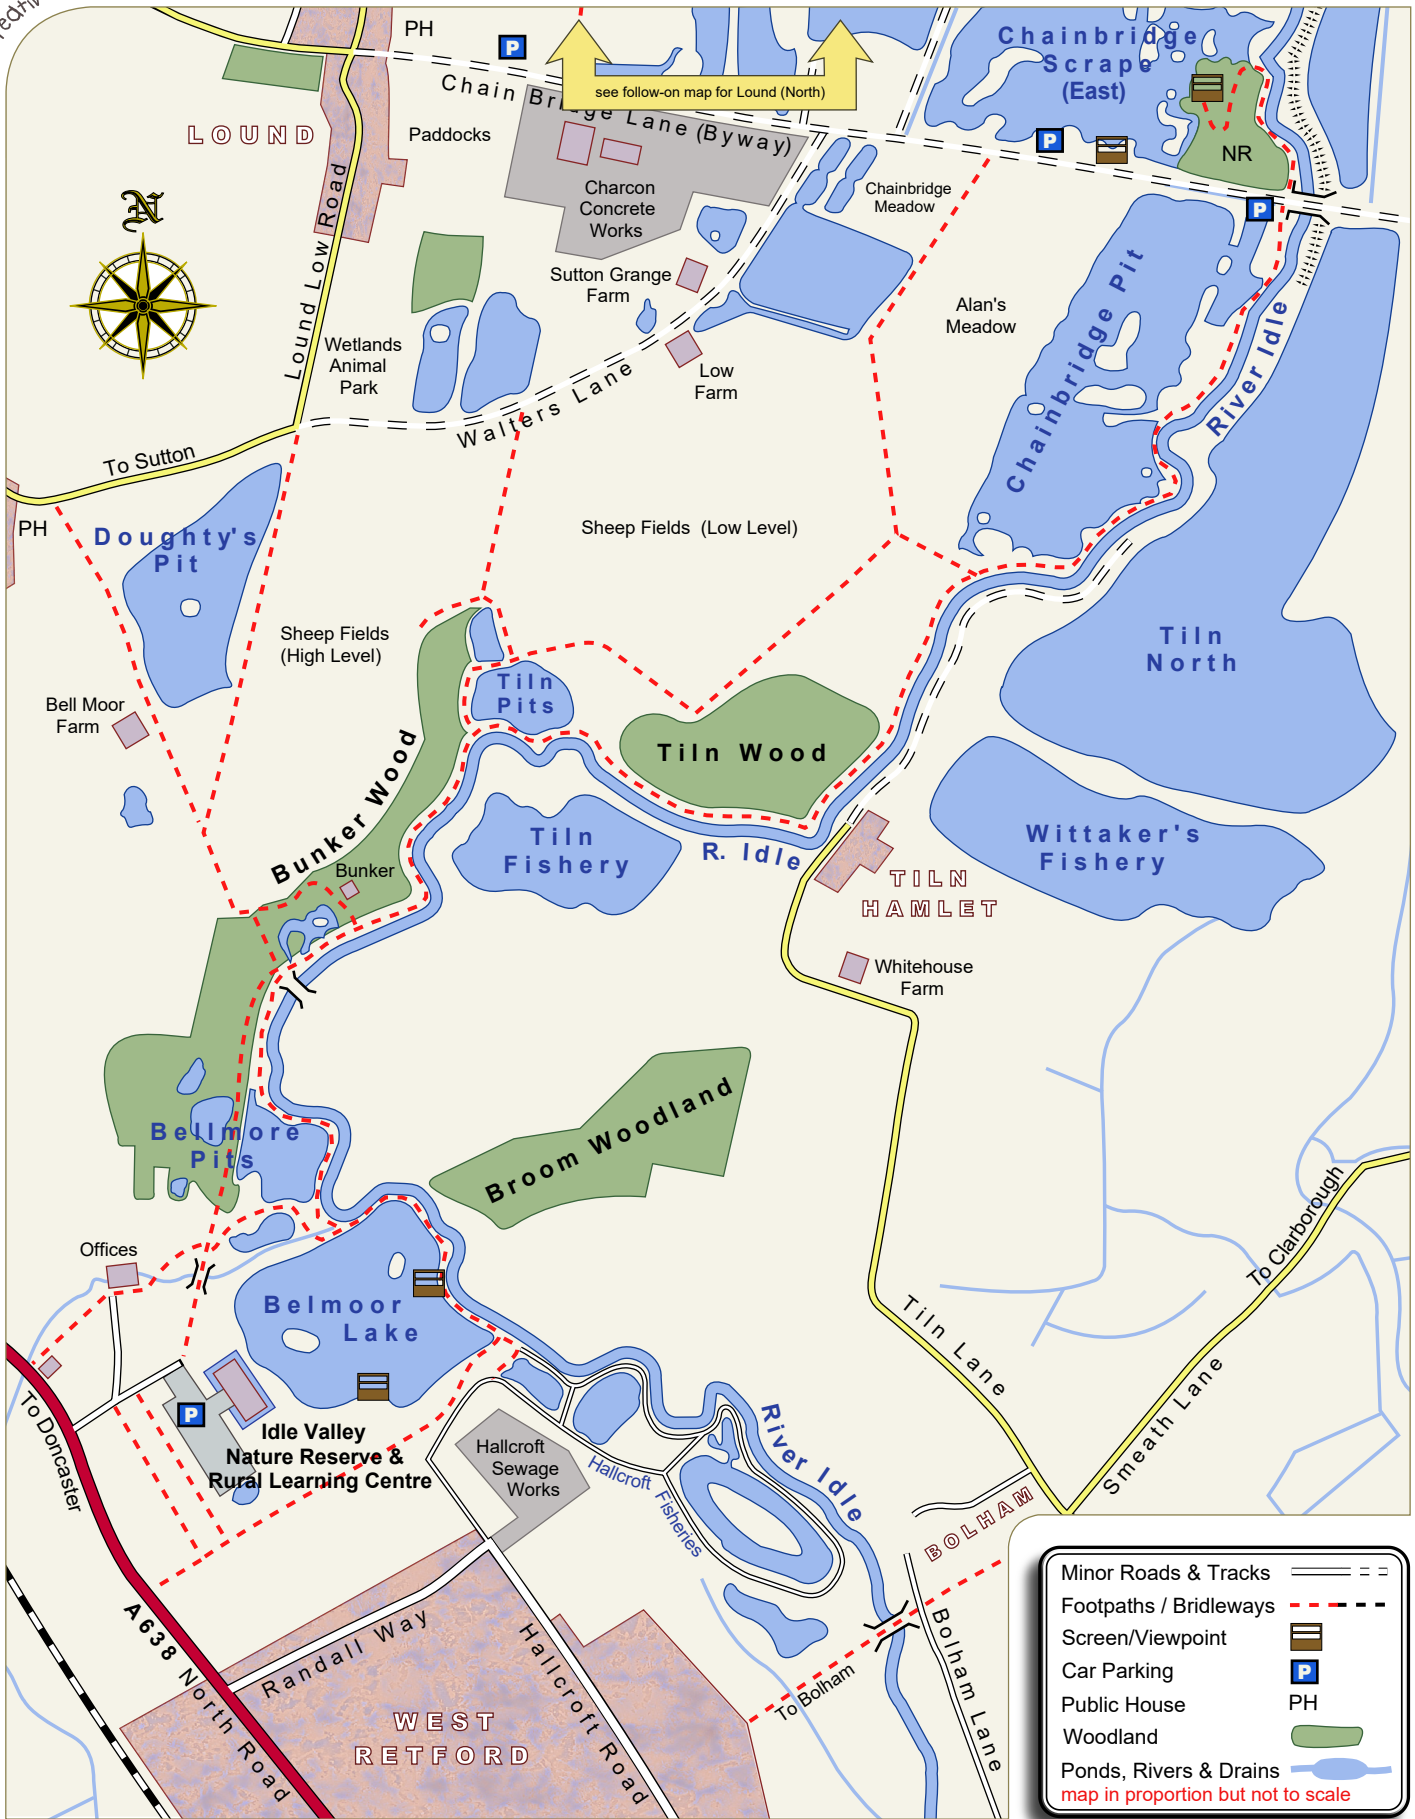 PH
P
see follow-on map for Lound (North)
Chainbridge
Scrape
(East)
Chain Bridge Lane (Byway)
LOUND
Paddocks
P
NR
N
Charcon
Concrete
Works
Chainbridge
Meadow
P
Lound Low Road
Sutton Grange
Farm
Alan's
Meadow
Chainbridge Pit
River Idle
Wetlands
Animal
Park
Low
Farm
Walters Lane
To Sutton
PH
Doughty's
Pit
Sheep Fields (Low Level)
Sheep Fields
(High Level)
Tiln
North
Bell Moor
Farm
Tiln
Pits
Tiln Wood
Bunker Wood
Tiln
Fishery
R. Idle
Wittaker's
Fishery
Bunker
TILN
HAMLET
Whitehouse
Farm
Broom Woodland
Bellmore
Pits
Offices
To Clarborough
Belmoor
Lake
Tiln Lane
Smeath Lane
To Doncaster
P
Idle Valley
Nature Reserve &
Rural Learning Centre
Hallcroft
Sewage
Works
Hallcroft
Fisheries
River Idle
BOLHAM
A638 North Road
Randall Way
Hallcroft Road
To Bolham
Bolham Lane
WEST
RETFORD
Minor Roads & Tracks
Footpaths / Bridleways
Screen/Viewpoint
Car Parking P
Public House PH
Woodland
Ponds, Rivers & Drains
map in proportion but not to scale